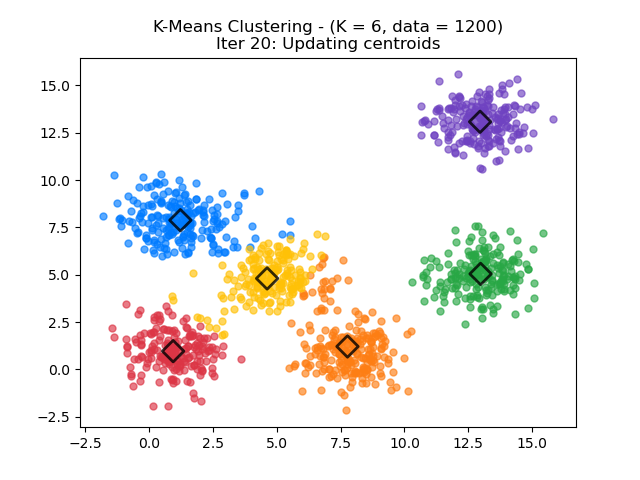 K-Means Clustering - (K = 6, data = 1200)
Iter 20: Updating centroids
15.0
12.5
10.0
7.5
5.0
2.5
0.0
−2.5
−2.5 0.0 2.5 5.0 7.5 10.0 12.5 15.0